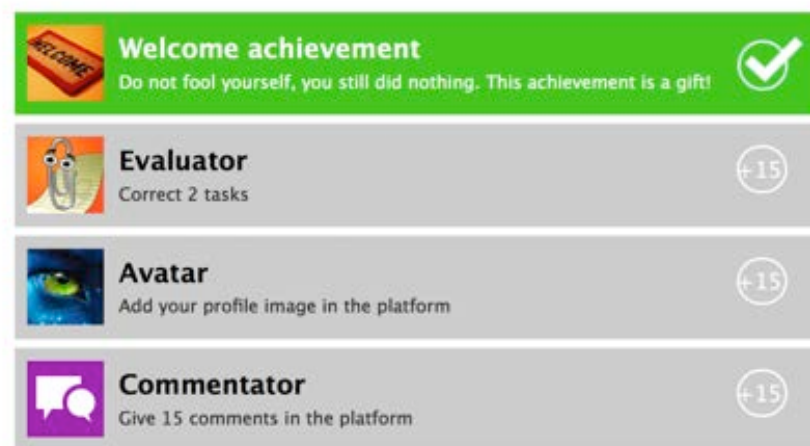 WELCOME
Welcome achievement
Do not fool yourself, you still did nothing. This achievement is a gift!
Evaluator
Correct 2 tasks
+15
Avatar
Add your profile image in the platform
+15
Commentator
Give 15 comments in the platform
+15